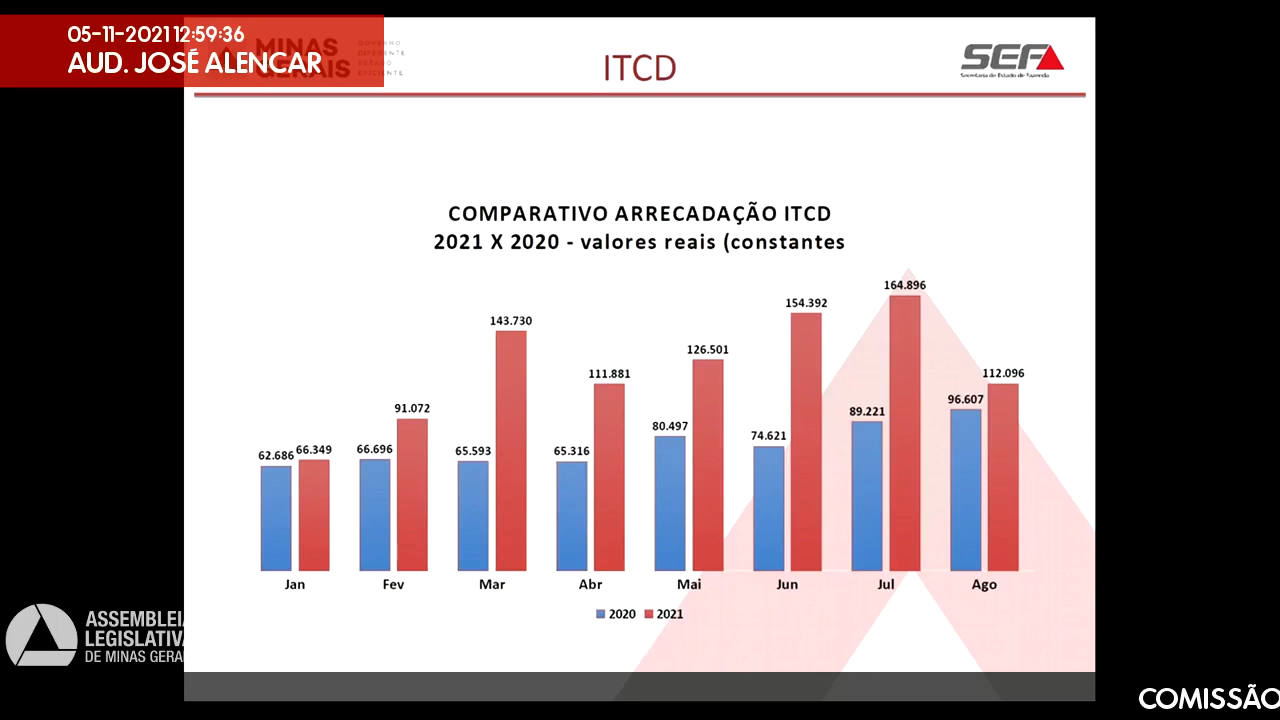 05-11-2021 12:59:36
AUD. JOSÉ ALENCAR
MINAS
GERAIS
GOVERNO
DIFERENTE
ESTADO
EFICIENTE
ITCD
SEF
Secretaria de Estado de Fazenda
COMPARATIVO ARRECADAÇÃO ITCD
2021 X 2020 - valores reais (constantes
62.686 66.349
66.696 91.072
65.593 143.730
65.316 111.881
80.497 126.501
74.621 154.392
89.221 164.896
96.607 112.096
Jan Fev Mar Abr Mai Jun Jul Ago
2020 2021
ASSEMBLEIA
LEGISLATIVA
DE MINAS GERAI
COMISSÃO